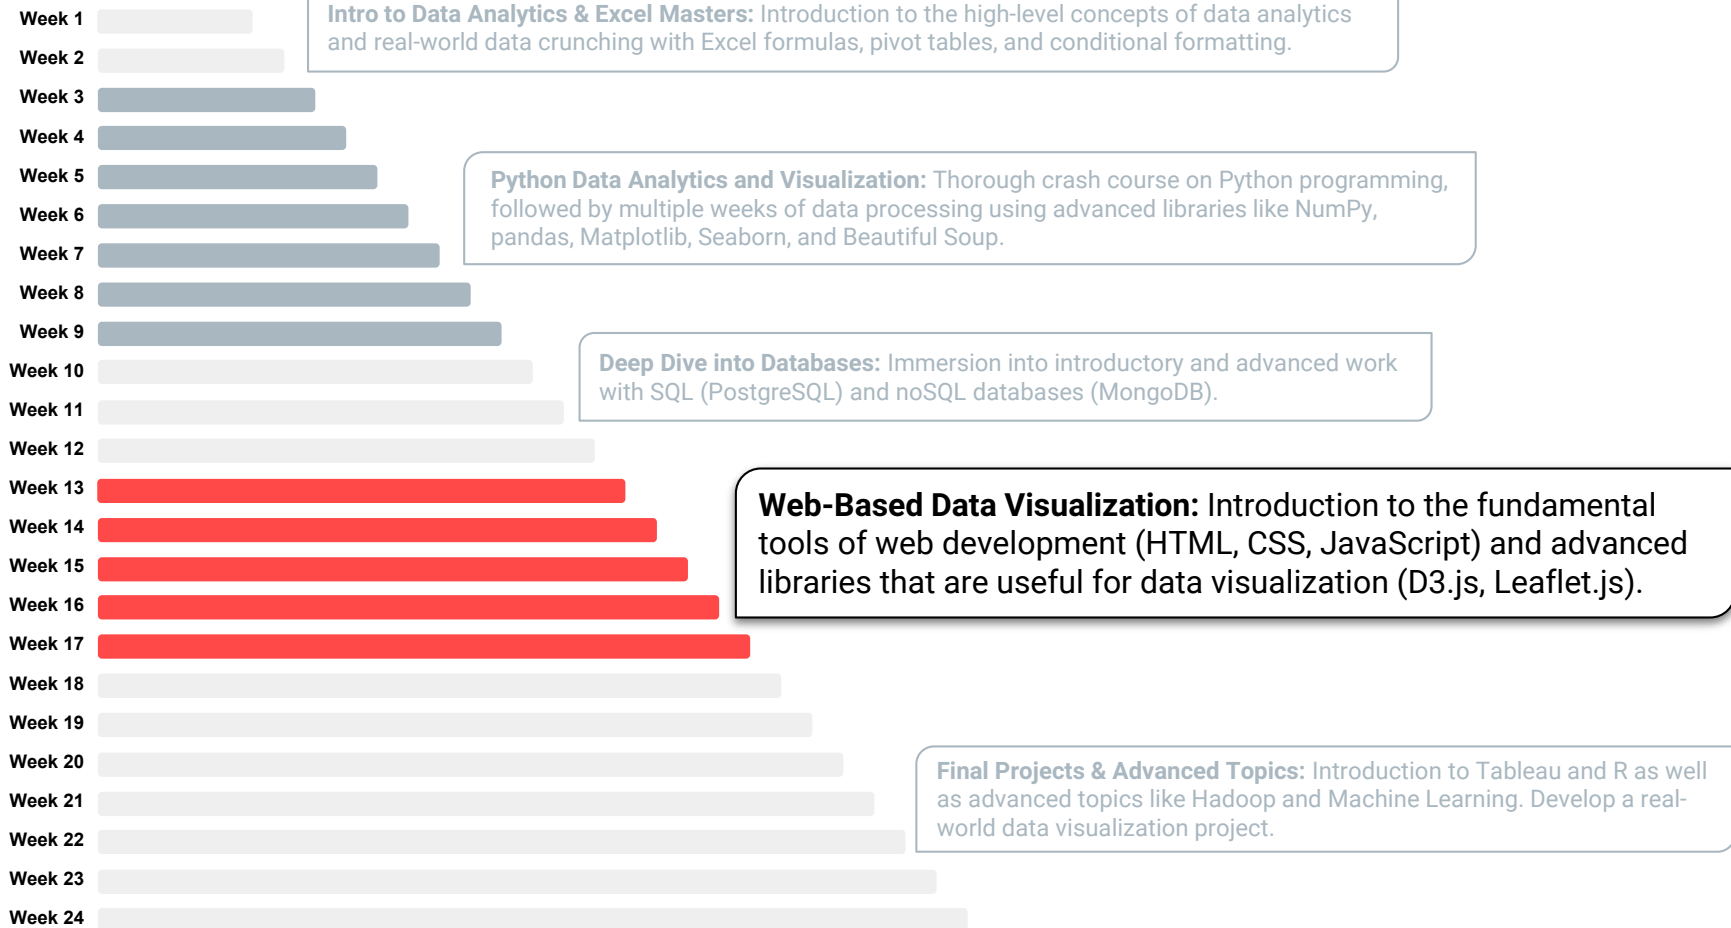 Week 1
Intro to Data Analytics & Excel Masters: Introduction to the high-level concepts of data analytics
and real-world data crunching with Excel formulas, pivot tables, and conditional formatting.
Week 2
Week 3
Week 4
Week 5
Python Data Analytics and Visualization: Thorough crash course on Python programming,
followed by multiple weeks of data processing using advanced libraries like NumPy,
pandas, Matplotlib, Seaborn, and Beautiful Soup.
Week 6
Week 7
Week 8
Week 9
Week 10
Deep Dive into Databases: Immersion into introductory and advanced work
with SQL (PostgreSQL) and noSQL databases (MongoDB).
Week 11
Week 12
Week 13
Web-Based Data Visualization: Introduction to the fundamental
tools of web development (HTML, CSS, JavaScript) and advanced
libraries that are useful for data visualization (D3.js, Leaflet.js).
Week 14
Week 15
Week 16
Week 17
Week 18
Week 19
Week 20
Final Projects & Advanced Topics: Introduction to Tableau and R as well
as advanced topics like Hadoop and Machine Learning. Develop a real-
world data visualization project.
Week 21
Week 22
Week 23
Week 24